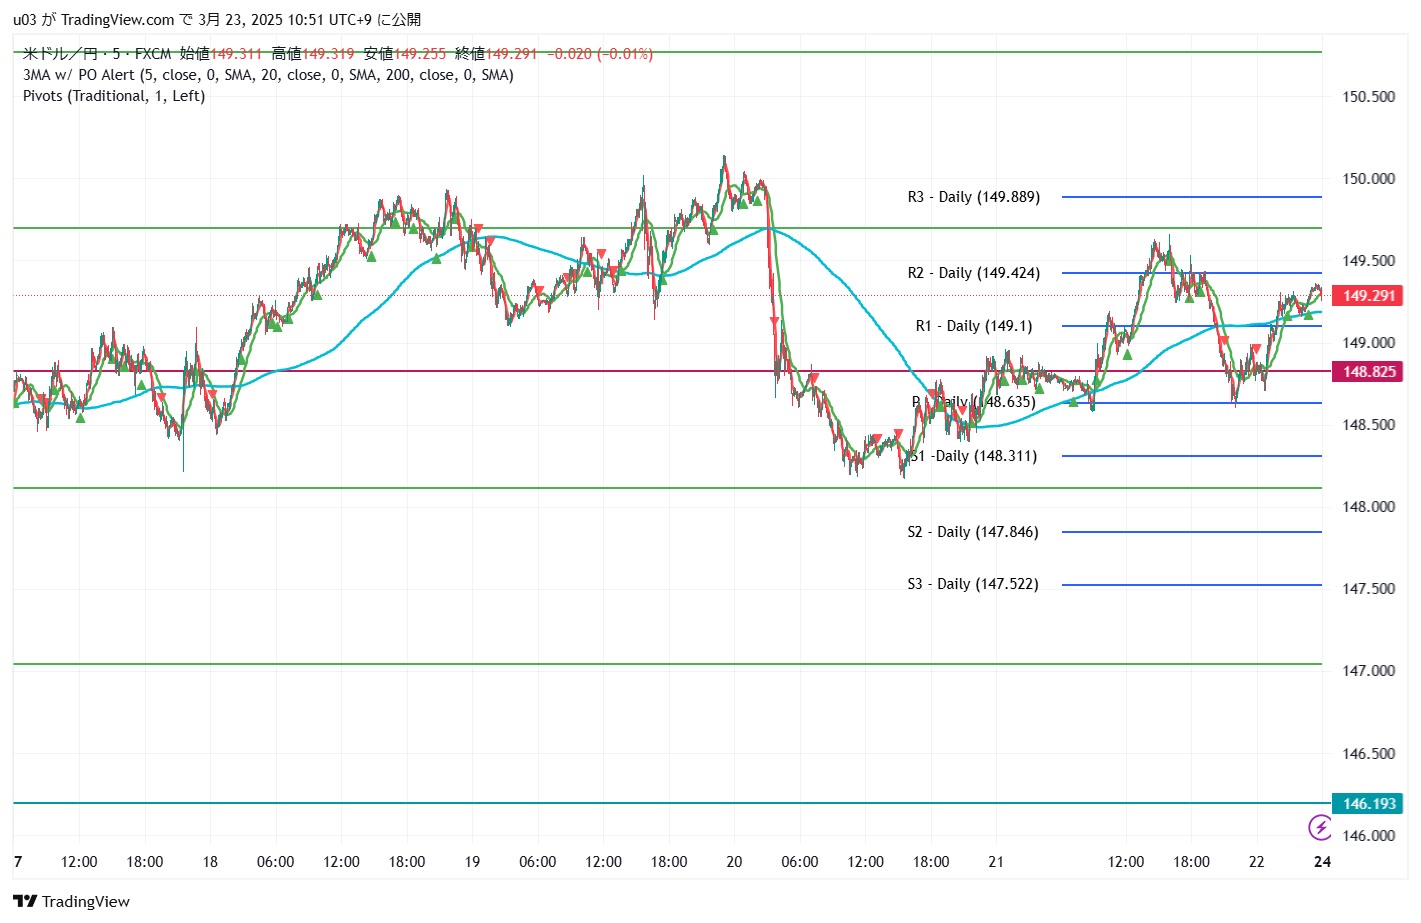 u03 が TradingView.com で 3月 23, 2025 10:51 UTC+9 に公開
米ドル／円 · 5 · FXCM 始値149.311 高値149.319 安値149.255 終値149.291 −0.020 (−0.01%)
3MA w/ PO Alert (5, close, 0, SMA, 20, close, 0, SMA, 200, close, 0, SMA)
Pivots (Traditional, 1, Left)
150.500
150.000
R3 - Daily (149.889)
149.500
R2 - Daily (149.424)
149.291
R1 - Daily (149.1)
149.000
148.825
P - Daily (148.635)
148.500
S1 -Daily (148.311)
148.000
S2 - Daily (147.846)
147.500
S3 - Daily (147.522)
147.000
146.500
146.193
146.000
7 12:00 18:00 18 06:00 12:00 18:00 19 06:00 12:00 18:00 20 06:00 12:00 18:00 21 12:00 18:00 22 24
TradingView